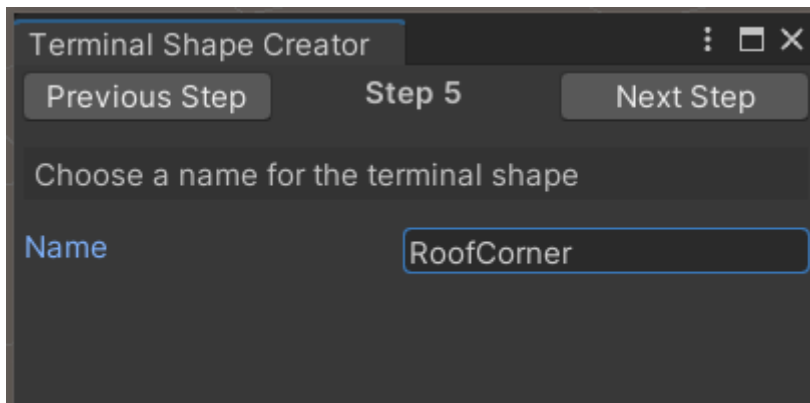 Terminal Shape Creator
Previous Step Step 5 Next Step
Choose a name for the terminal shape
Name RoofCorner